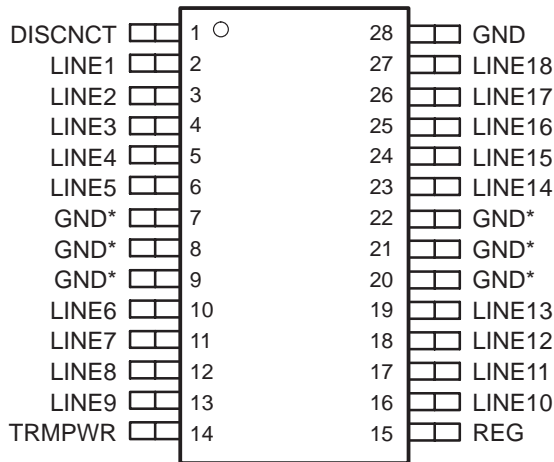 DISCNCT 1 28 GND
LINE1 2 27 LINE18
LINE2 3 26 LINE17
LINE3 4 25 LINE16
LINE4 5 24 LINE15
LINE5 6 23 LINE14
GND* 7 22 GND*
GND* 8 21 GND*
GND* 9 20 GND*
LINE6 10 19 LINE13
LINE7 11 18 LINE12
LINE8 12 17 LINE11
LINE9 13 16 LINE10
TRMPWR 14 15 REG